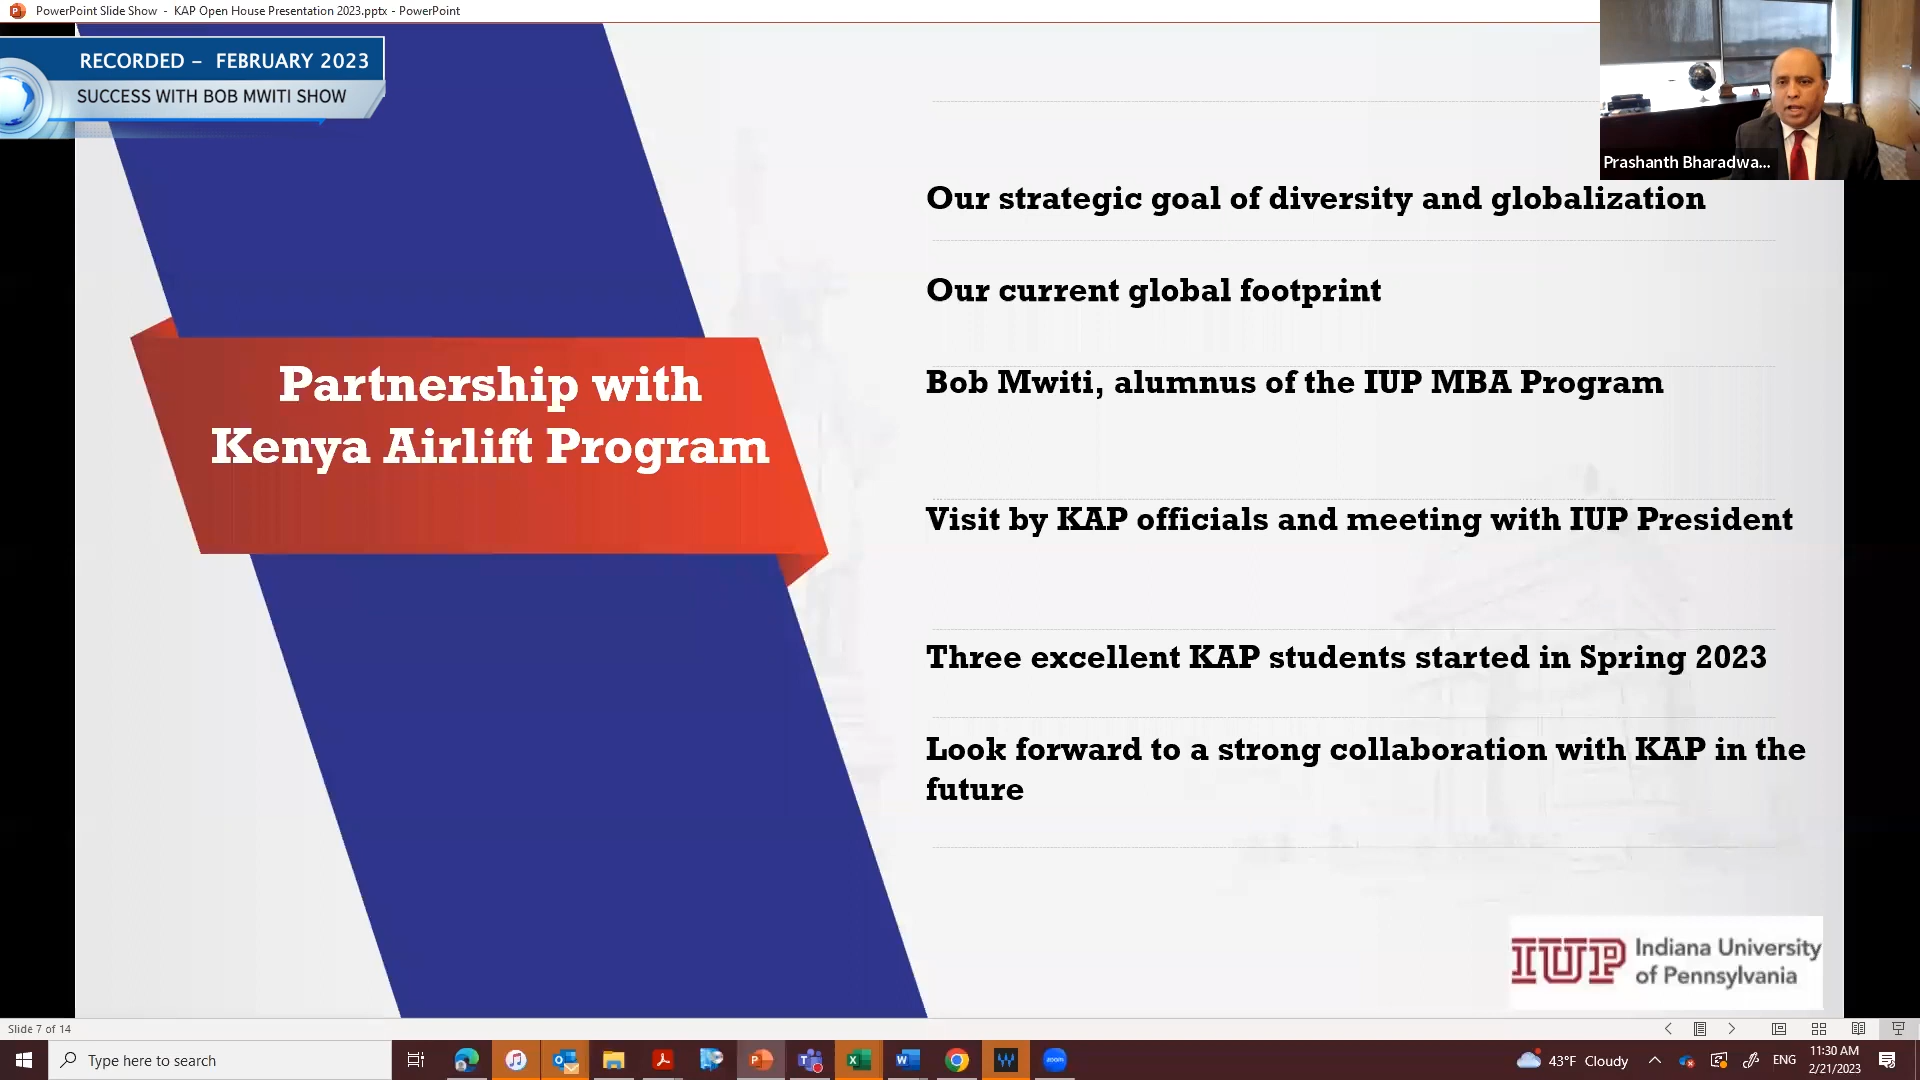 PowerPoint Slide Show - KAP Open House Presentation 2023.pptx - PowerPoint
RECORDED – FEBRUARY 2023
SUCCESS WITH BOB MWITI SHOW
Prashanth Bharadwa...
Partnership with
Kenya Airlift Program
Our strategic goal of diversity and globalization
Our current global footprint
Bob Mwiti, alumnus of the IUP MBA Program
Visit by KAP officials and meeting with IUP President
Three excellent KAP students started in Spring 2023
Look forward to a strong collaboration with KAP in the
future
IUP Indiana University
of Pennsylvania
Slide 7 of 14
Type here to search
zoom
43°F Cloudy
ENG
11:30 AM
2/21/2023